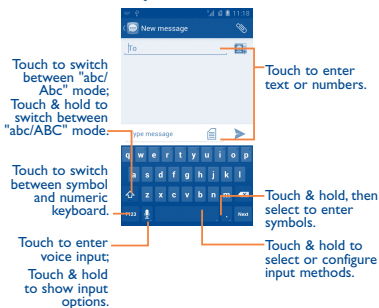 11:18
New message
To
Touch to switch
between "abc/
Abc" mode;
Touch & hold to
switch between
"abc/ABC" mode.
Touch to enter
text or numbers.
Type message
q w e r t y u i o p
a s d f g h j k l
z x c v b n m
?123 . Next
Touch to switch
between symbol
and numeric
keyboard.
Touch & hold, then
select to enter
symbols.
Touch to enter
voice input;
Touch & hold
to show input
options.
Touch & hold to
select or configure
input methods.